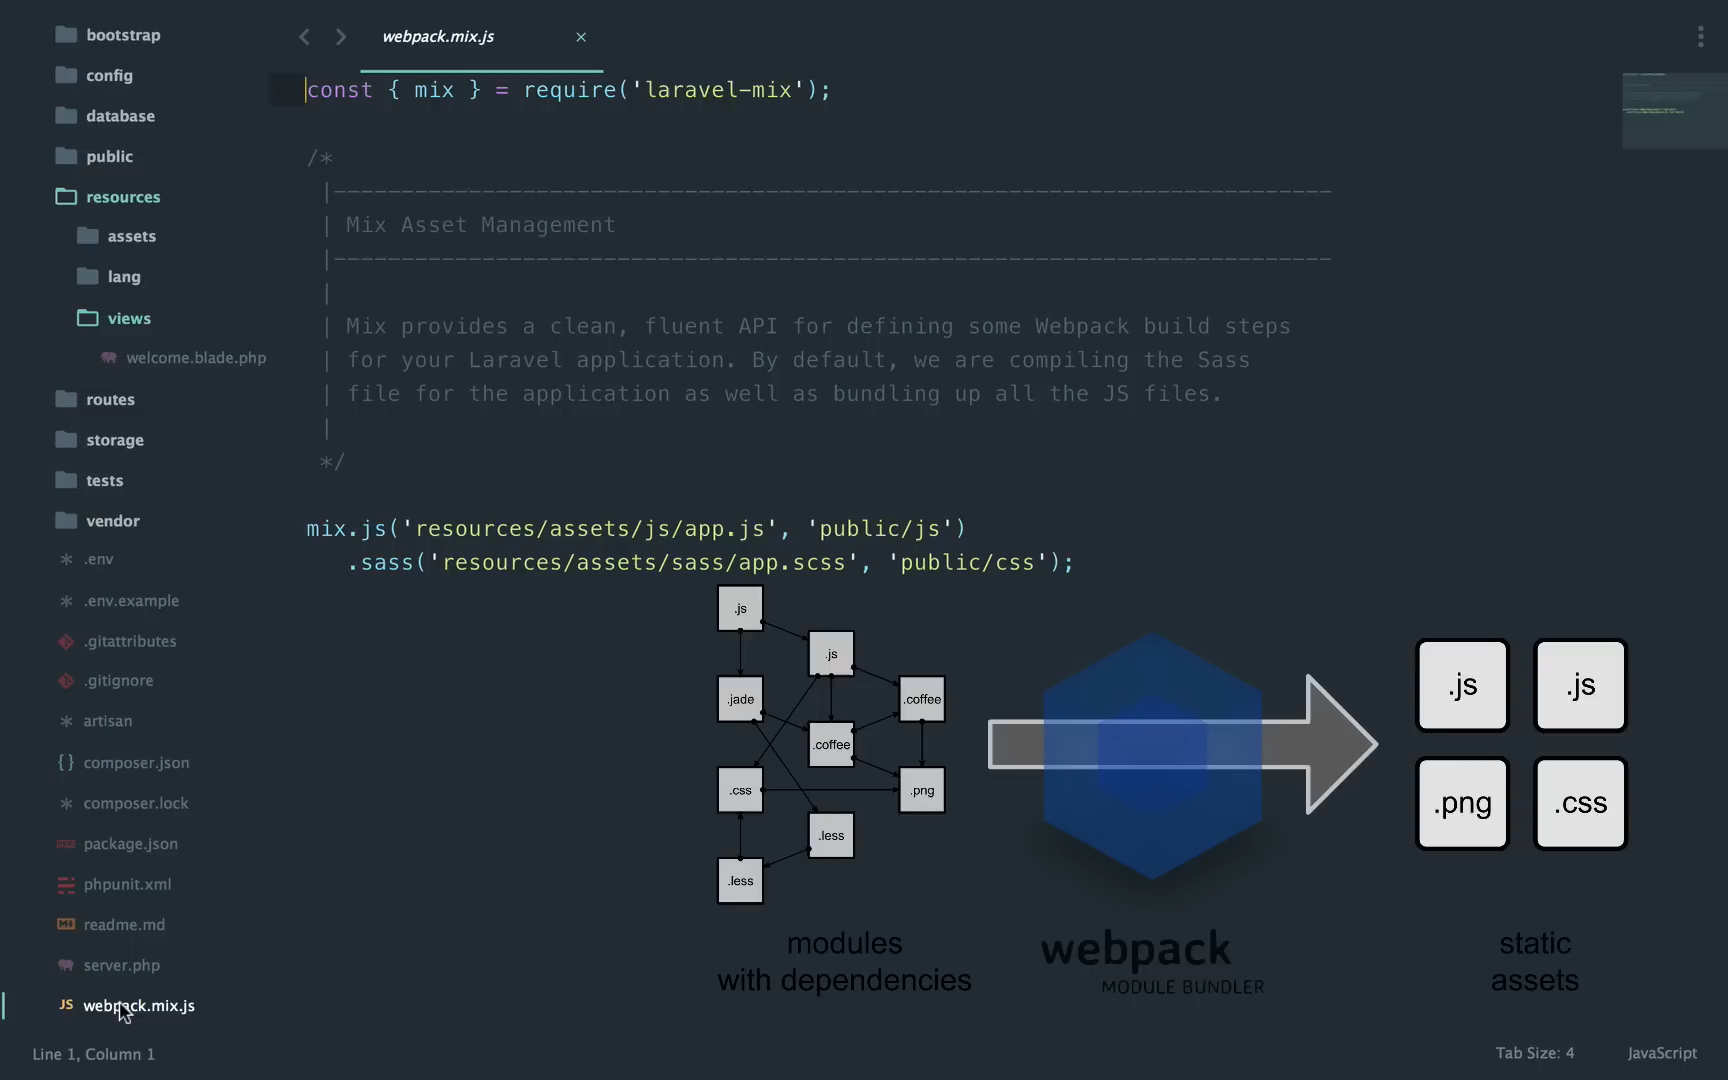 bootstrap
config
database
public
resources
assets
lang
views
welcome.blade.php
routes
storage
tests
vendor
.env
.env.example
.gitattributes
.gitignore
artisan
{} composer.json
composer.lock
package.json
phpunit.xml
readme.md
server.php
JS webpack.mix.js
webpack.mix.js ×
const { mix } = require('laravel-mix');
/*
|--------------------------------------------------------------------------
| Mix Asset Management
|--------------------------------------------------------------------------
|
| Mix provides a clean, fluent API for defining some Webpack build steps
| for your Laravel application. By default, we are compiling the Sass
| file for the application as well as bundling up all the JS files.
|
*/
mix.js('resources/assets/js/app.js', 'public/js')
.sass('resources/assets/sass/app.scss', 'public/css');
.js
.js
.jade
.coffee
.coffee
.css
.png
.less
.less
modules
with dependencies
webpack
MODULE BUNDLER
.js
.js
.png
.css
static
assets
Line 1, Column 1
Tab Size: 4
JavaScript